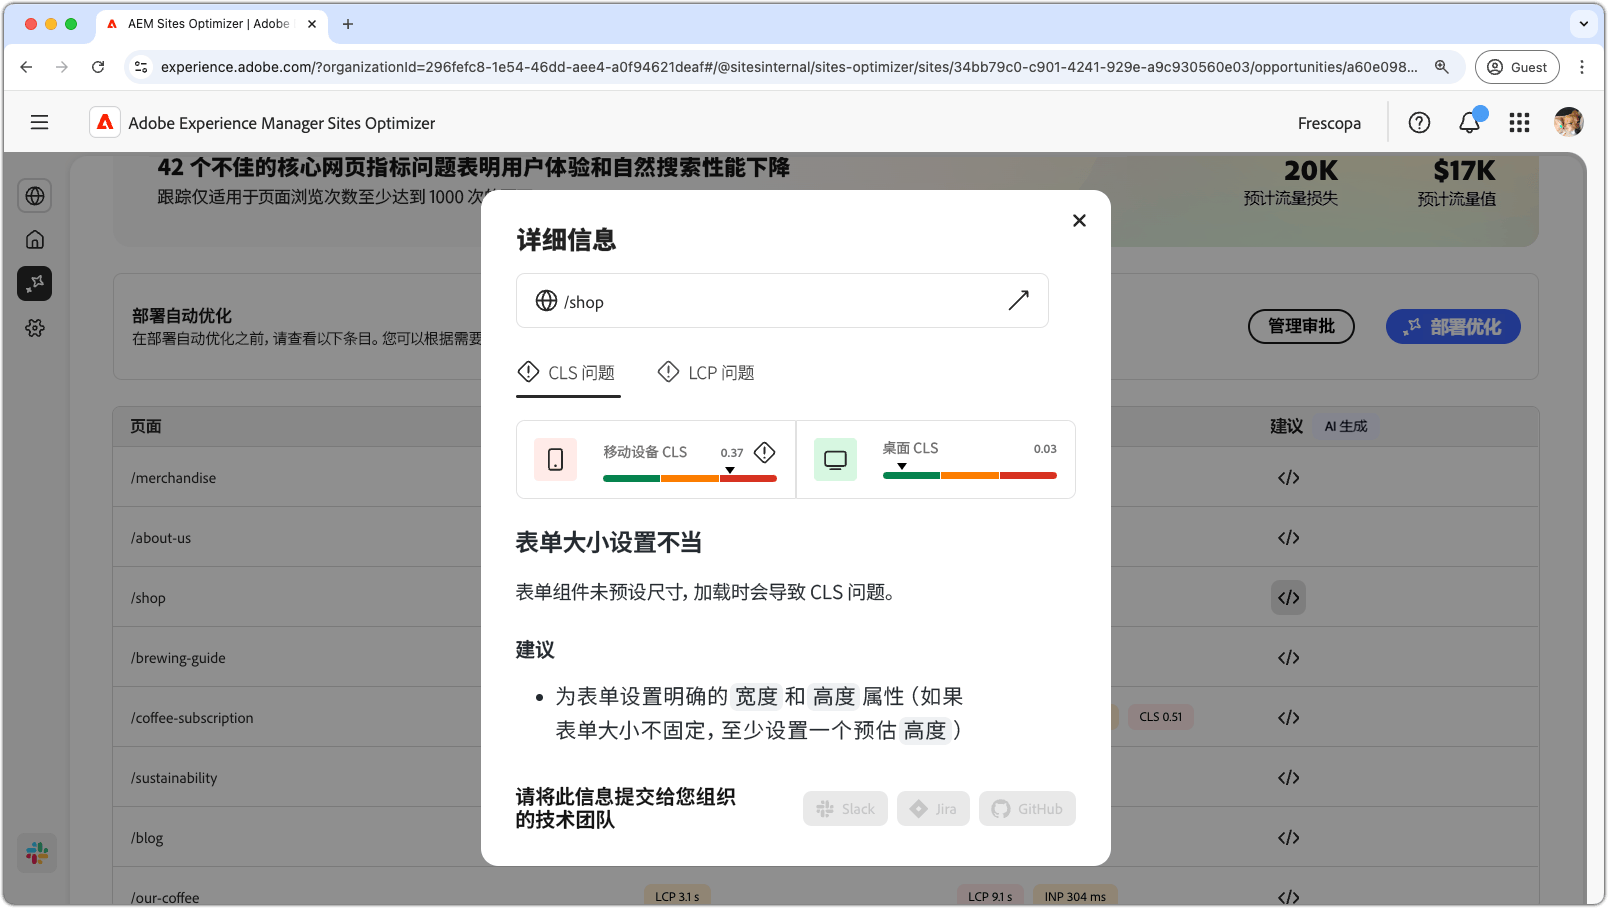 AEM Sites Optimizer | Adobe
experience.adobe.com/?organizationId=296fefc8-1e54-46dd-aee4-a0f94621deaf#/@sitesinternal/sites-optimizer/sites/34bb79c0-c901-4241-929e-a9c930560e03/opportunities/a60e098...
Guest
Adobe Experience Manager Sites Optimizer
Frescopa
42 个不佳的核心网页指标问题表明用户体验和自然搜索性能下降
跟踪仅适用于页面浏览次数至少达到 1000 次
20K
预计流量损失
$17K
预计流量值
部署自动优化
在部署自动优化之前，请查看以下条目。您可以根据需要
管理审批
部署优化
页面
建议
AI 生成
/merchandise
/about-us
/shop
/brewing-guide
/coffee-subscription
CLS 0.51
/sustainability
/blog
/our-coffee
LCP 3.1 s
LCP 9.1 s
INP 304 ms
详细信息
/shop
CLS 问题
LCP 问题
移动设备 CLS
0.37
桌面 CLS
0.03
表单大小设置不当
表单组件未预设尺寸，加载时会导致 CLS 问题。
建议
• 为表单设置明确的 宽度 和 高度 属性（如果
表单大小不固定，至少设置一个预估 高度 ）
请将此信息提交给您组织
的技术团队
Slack
Jira
GitHub